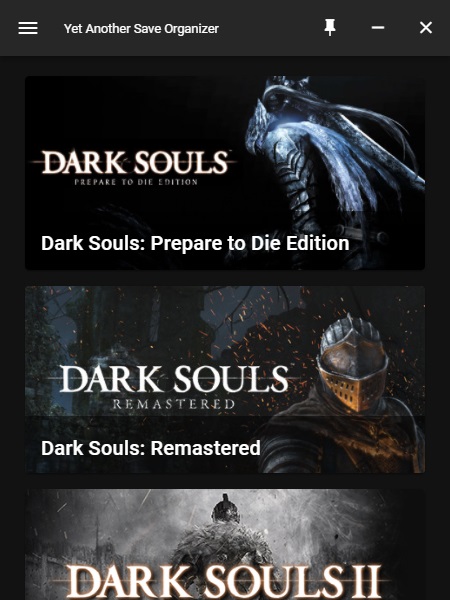 Yet Another Save Organizer
DARK SOULS
PREPARE TO DIE EDITION
Dark Souls: Prepare to Die Edition
DARK SOULS
REMASTERED
Dark Souls: Remastered
DARK SOULS II